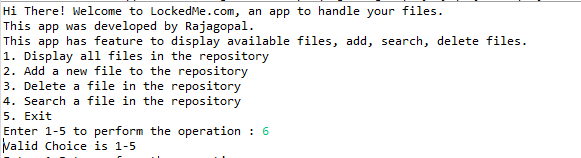 Hi There! Welcome to LockedMe.com, an app to handle your files.
This app was developed by Rajagopal.
This app has feature to display available files, add, search, delete files.
1. Display all files in the repository
2. Add a new file to the repository
3. Delete a file in the repository
4. Search a file in the repository
5. Exit
Enter 1-5 to perform the operation : 6
Valid Choice is 1-5